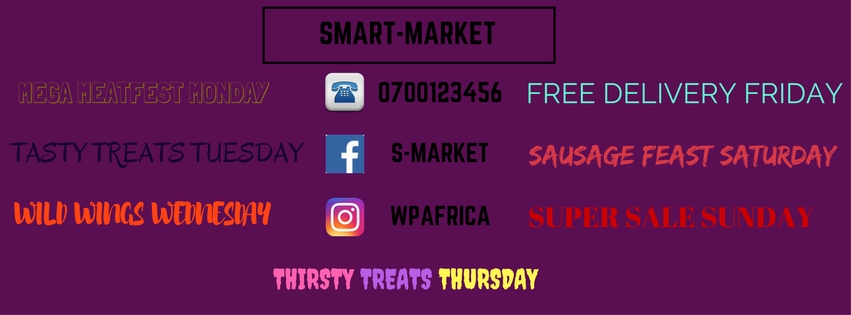 SMART-MARKET
MEGA MEATFEST MONDAY
0700123456
FREE DELIVERY FRIDAY
TASTY TREATS TUESDAY
S-MARKET
SAUSAGE FEAST SATURDAY
WILD WINGS WEDNESDAY
WPAFRICA
SUPER SALE SUNDAY
THIRSTY TREATS THURSDAY